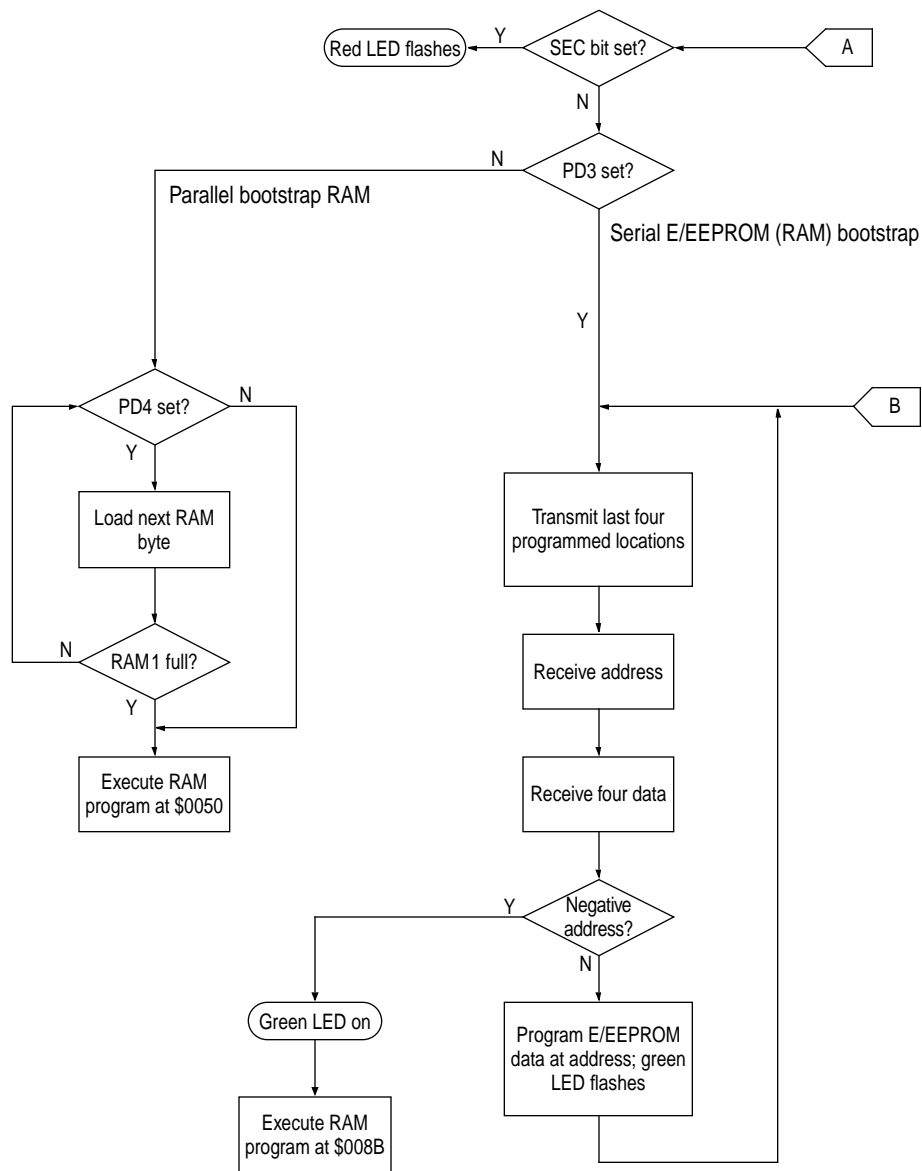 Red LED flashes
Y
SEC bit set?
A
N
N
PD3 set?
Parallel bootstrap RAM
Serial E/EEPROM (RAM) bootstrap
Y
PD4 set?
N
B
Y
Load next RAM
byte
Transmit last four
programmed locations
N
RAM1 full?
Receive address
Y
Execute RAM
program at $0050
Receive four data
Y
Negative
address?
N
Green LED on
Program E/EEPROM
data at address; green
LED flashes
Execute RAM
program at $008B